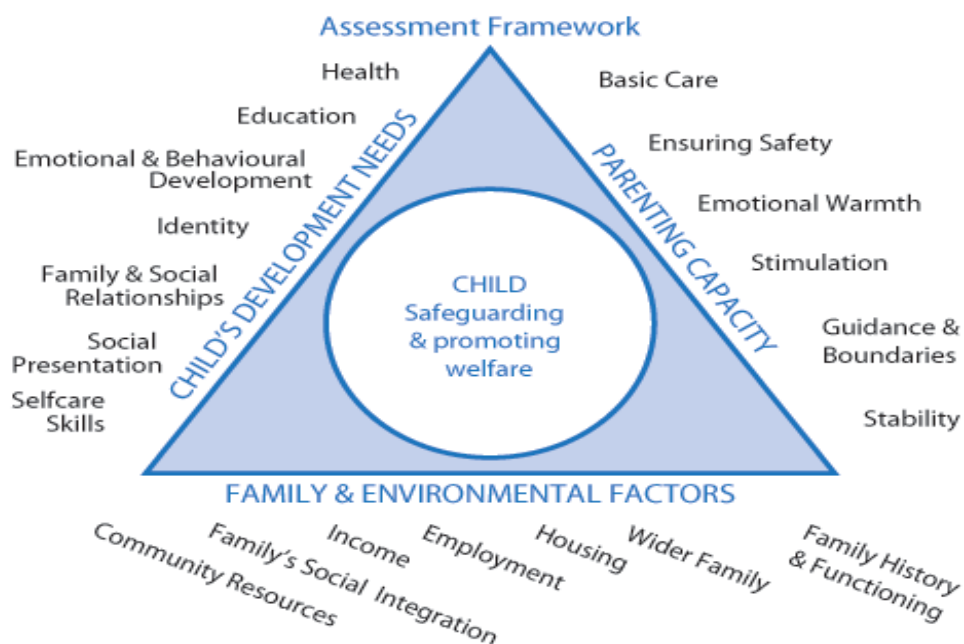 Assessment Framework
Health
Education
Emotional & Behavioural
Development
Identity
Family & Social
Relationships
Social
Presentation
Selfcare
Skills
CHILD'S DEVELOPMENT NEEDS
CHILD
Safeguarding
& promoting
welfare
PARENTING CAPACITY
Basic Care
Ensuring Safety
Emotional Warmth
Stimulation
Guidance &
Boundaries
Stability
FAMILY & ENVIRONMENTAL FACTORS
Community Resources
Family's Social Integration
Income
Employment
Housing
Wider Family
Family History
& Functioning